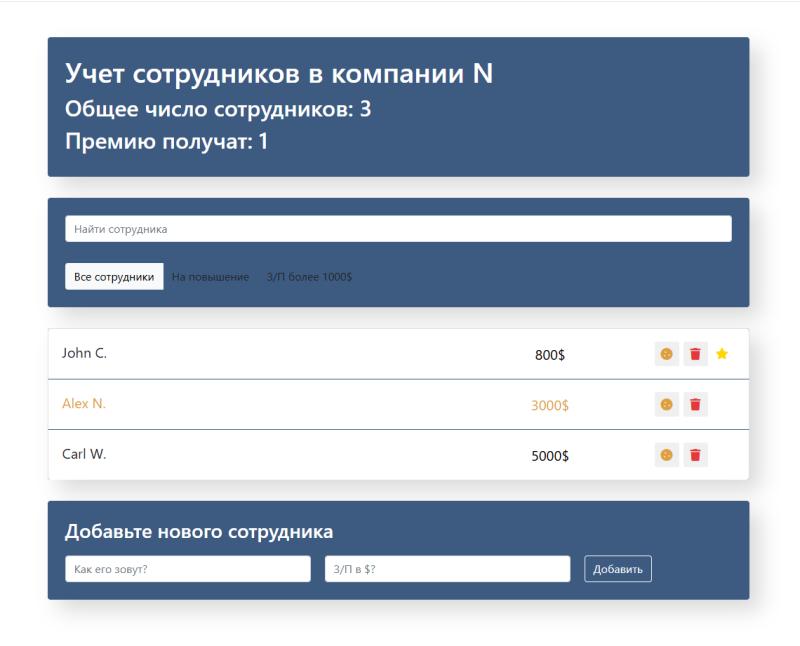 Учет сотрудников в компании N
Общее число сотрудников: 3
Премию получат: 1
Найти сотрудника
Все сотрудники На повышение З/П более 1000$
John C. 800$
Alex N. 3000$
Carl W. 5000$
Добавьте нового сотрудника
Как его зовут? З/П в $? Добавить